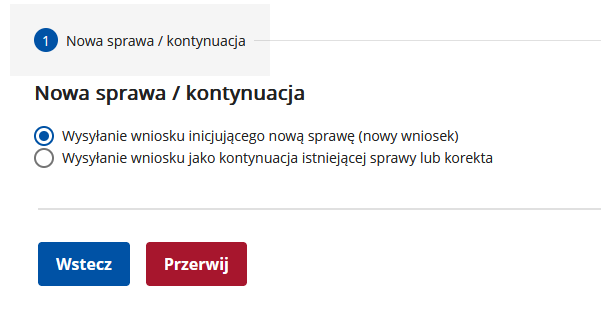 1 Nowa sprawa / kontynuacja
Nowa sprawa / kontynuacja
Wysyłanie wniosku inicjującego nową sprawę (nowy wniosek)
Wysyłanie wniosku jako kontynuacja istniejącej sprawy lub korekta
Wstecz Przerwij